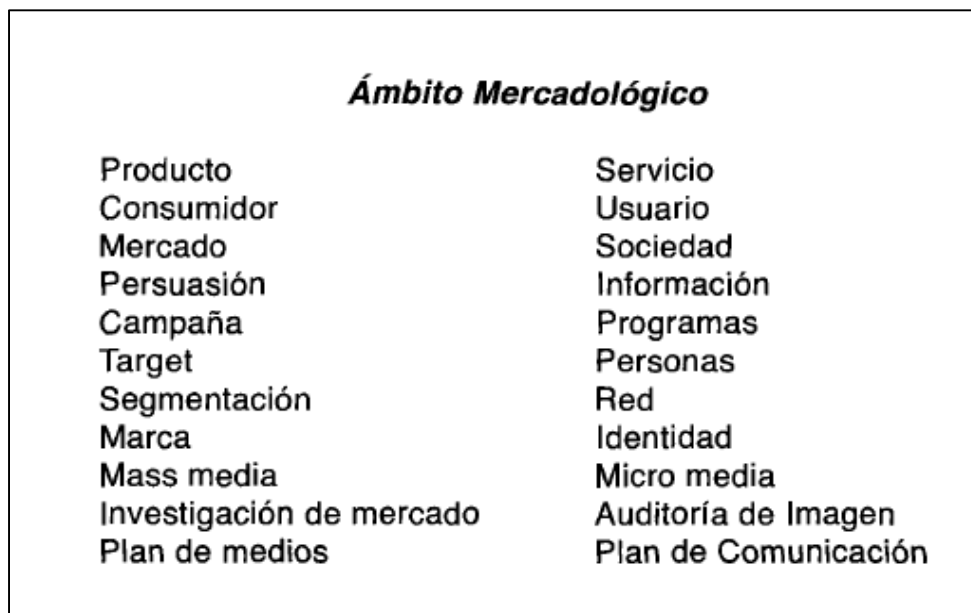 Ámbito Mercadológico
Producto Servicio
Consumidor Usuario
Mercado Sociedad
Persuasión Información
Campaña Programas
Target Personas
Segmentación Red
Marca Identidad
Mass media Micro media
Investigación de mercado Auditoría de Imagen
Plan de medios Plan de Comunicación